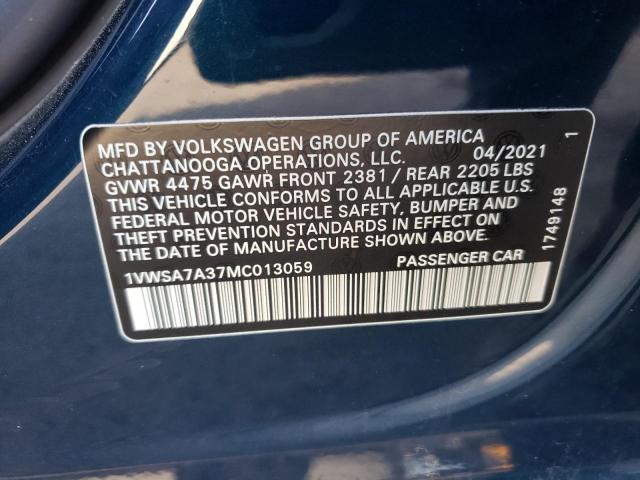 MFD BY VOLKSWAGEN GROUP OF AMERICA
CHATTANOOGA OPERATIONS, LLC. 04/2021
GVWR 4475 GAWR FRONT 2381 / REAR 2205 LBS
THIS VEHICLE CONFORMS TO ALL APPLICABLE U.S.
FEDERAL MOTOR VEHICLE SAFETY, BUMPER AND
THEFT PREVENTION STANDARDS IN EFFECT ON
THE DATE OF MANUFACTURE SHOWN ABOVE.
1VWSA7A37MC013059 PASSENGER CAR
1749148 1